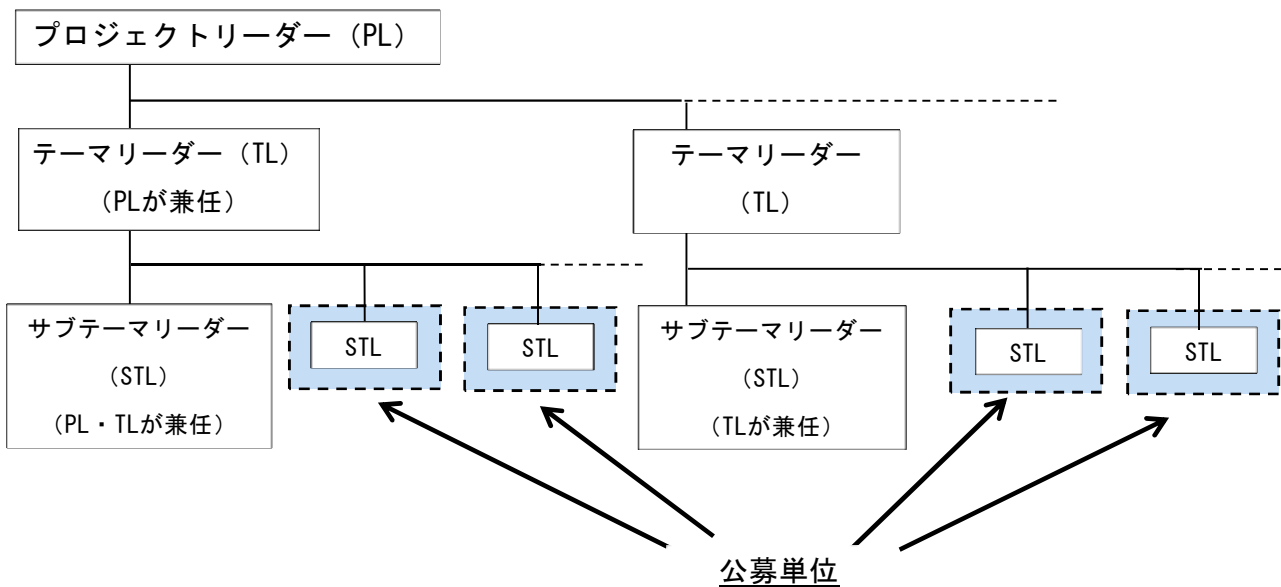 プロジェクトリーダー（PL）
テーマリーダー（TL）
（PLが兼任）
テーマリーダー
（TL）
サブテーマリーダー
（STL）
（PL・TLが兼任）
STL
STL
サブテーマリーダー
（STL）
（TLが兼任）
STL
STL
公募単位